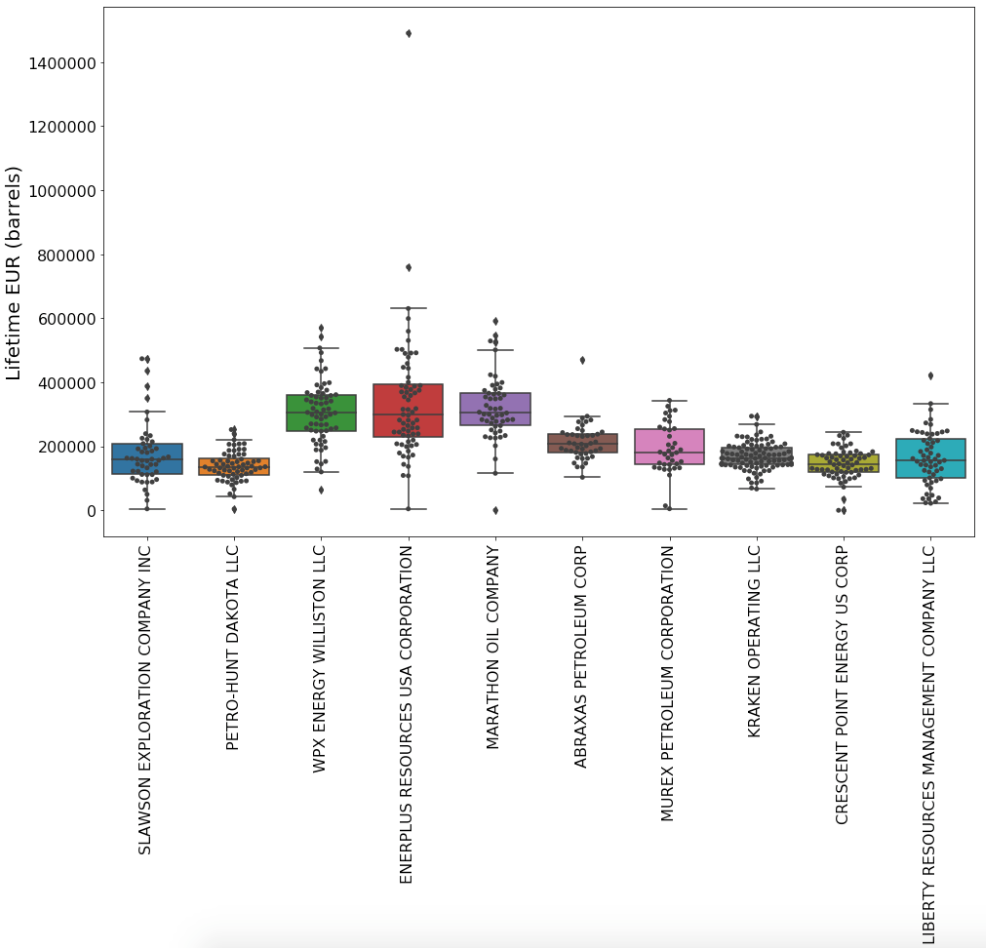 Lifetime EUR (barrels)
1400000
1200000
1000000
800000
600000
400000
200000
0
SLAWSON EXPLORATION COMPANY INC
PETRO-HUNT DAKOTA LLC
WPX ENERGY WILLISTON LLC
ENERPLUS RESOURCES USA CORPORATION
MARATHON OIL COMPANY
ABRAXAS PETROLEUM CORP
MUREX PETROLEUM CORPORATION
KRAKEN OPERATING LLC
CRESCENT POINT ENERGY US CORP
LIBERTY RESOURCES MANAGEMENT COMPANY LLC